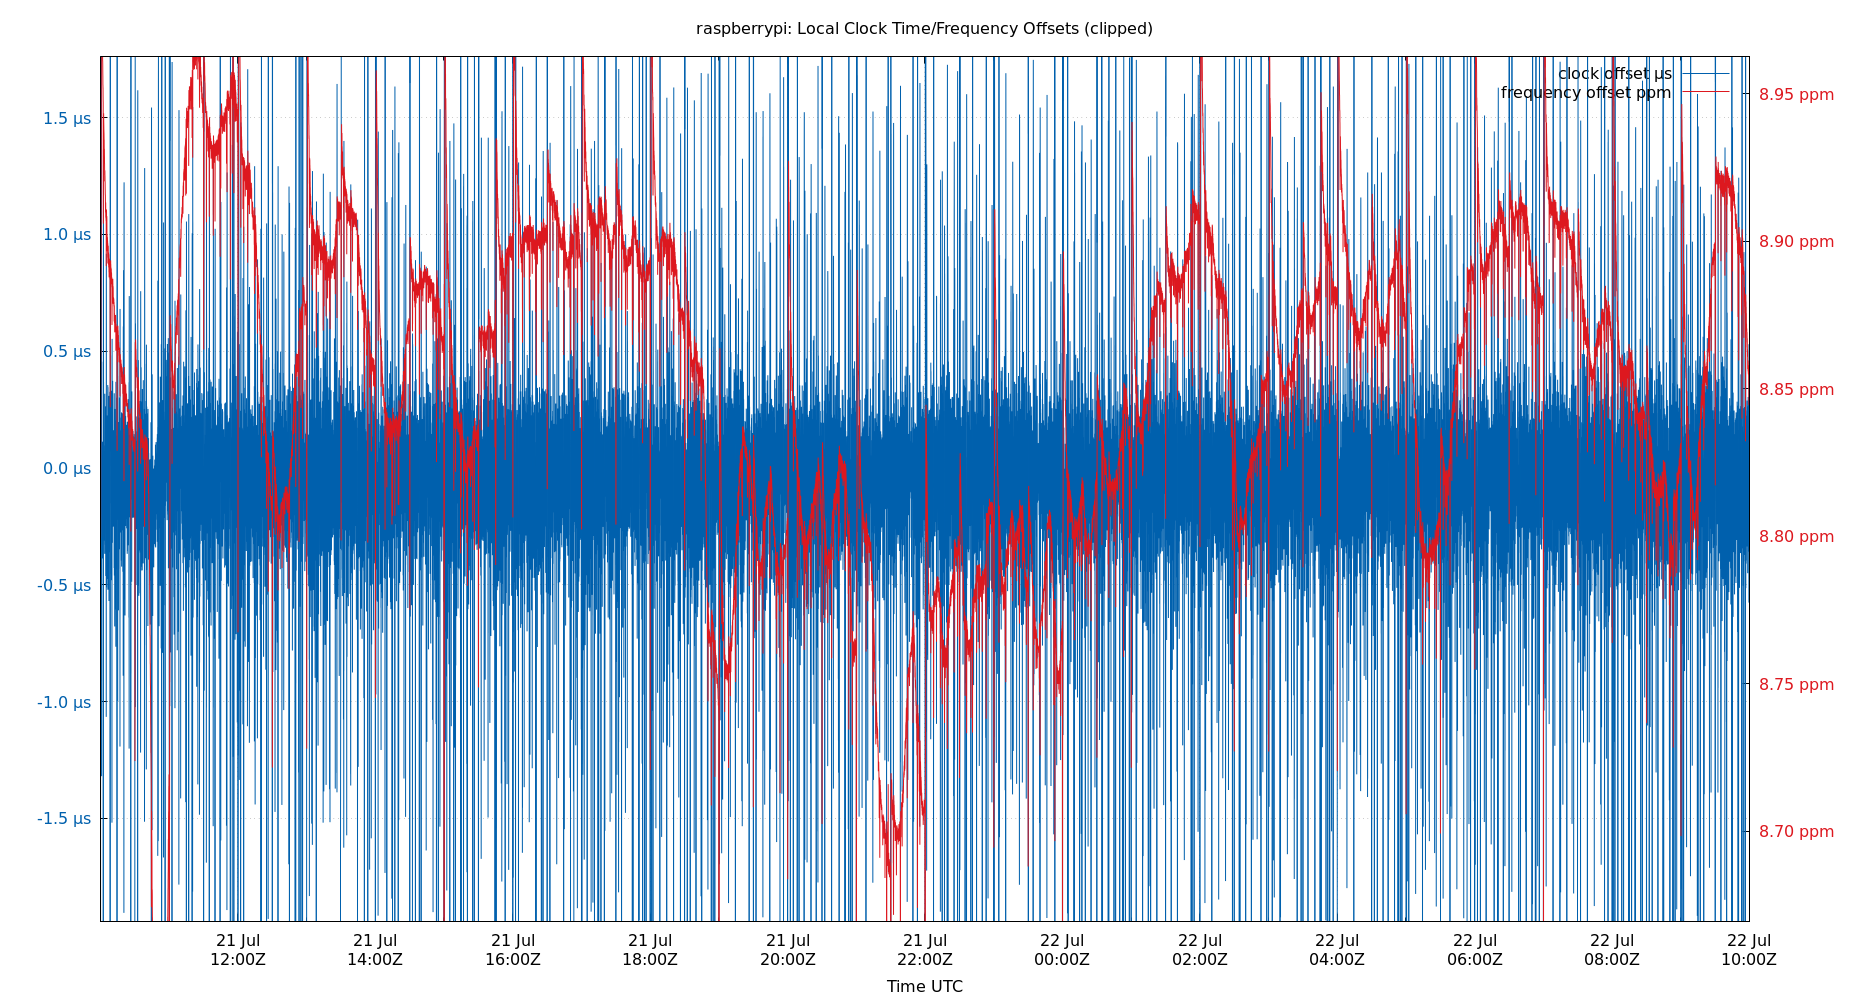 raspberrypi: Local Clock Time/Frequency Offsets (clipped)
clock offset µs
frequency offset ppm
1.5 µs
1.0 µs
0.5 µs
0.0 µs
-0.5 µs
-1.0 µs
-1.5 µs
8.95 ppm
8.90 ppm
8.85 ppm
8.80 ppm
8.75 ppm
8.70 ppm
21 Jul 21 Jul 21 Jul 21 Jul 21 Jul 21 Jul 22 Jul 22 Jul 22 Jul 22 Jul 22 Jul 22 Jul
12:00Z 14:00Z 16:00Z 18:00Z 20:00Z 22:00Z 00:00Z 02:00Z 04:00Z 06:00Z 08:00Z 10:00Z
Time UTC